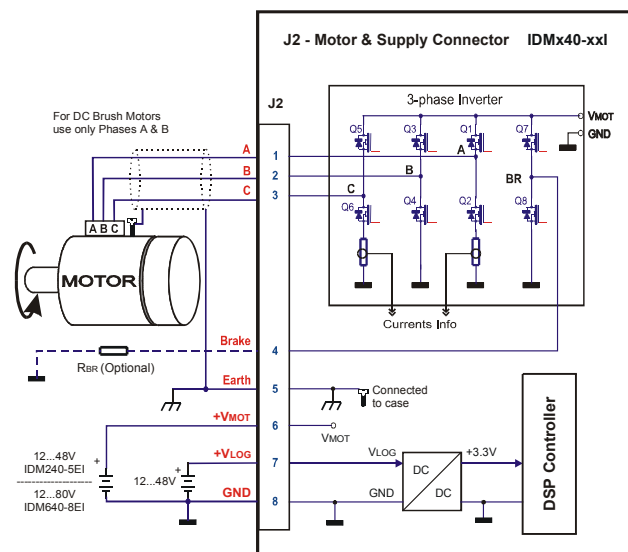 J2 - Motor & Supply Connector IDMx40-xxI
J2
3-phase Inverter
For DC Brush Motors
use only Phases A & B
VMOT
GND
Q5
Q3
Q1
Q7
A
B
C
1
2
3
A
B
C
BR
Q6
Q4
Q2
Q8
A B C
MOTOR
Currents Info
Brake
4
RBR (Optional)
Earth
5
Connected
to case
+VMOT
6
VMOT
12...48V
IDM240-5EI
12...80V
IDM640-8EI
+
+
12...48V
+VLOG
7
VLOG
DC
DC
+3.3V
GND
8
GND
DSP Controller